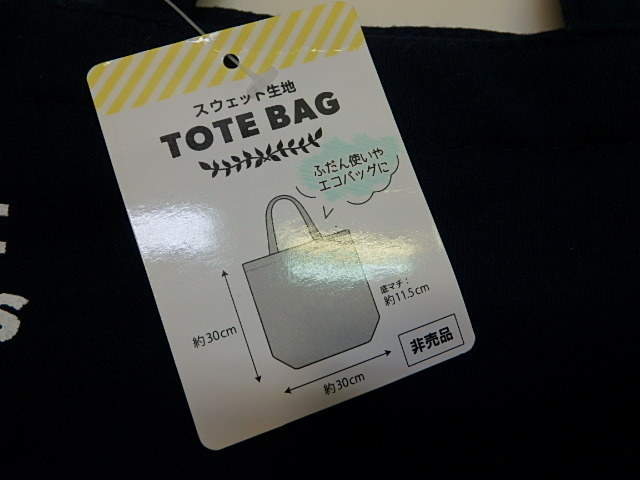 スウェット生地
TOTE BAG
ふだん使いや
エコバッグに
底マチ：
約11.5cm
約30cm
約30cm
非売品